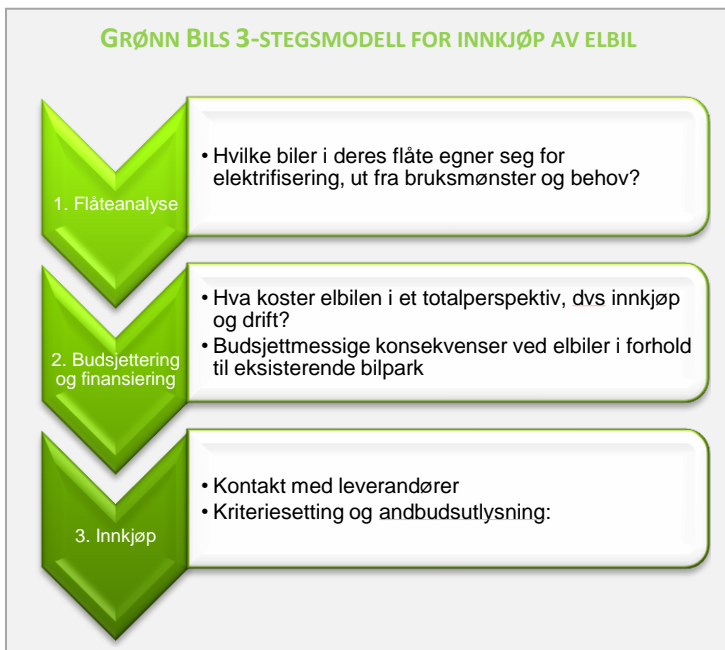 GRØNN BILS 3-STEGSMODELL FOR INNKJØP AV ELBIL
1. Flåteanalyse
• Hvilke biler i deres flåte egner seg for
elektrifisering, ut fra bruksmønster og behov?
2. Budsjettering
og finansiering
• Hva koster elbilen i et totalperspektiv, dvs innkjøp
og drift?
• Budsjettmessige konsekvenser ved elbiler i forhold
til eksisterende bilpark
3. Innkjøp
• Kontakt med leverandører
• Kriteriesetting og andbudsutlysning: